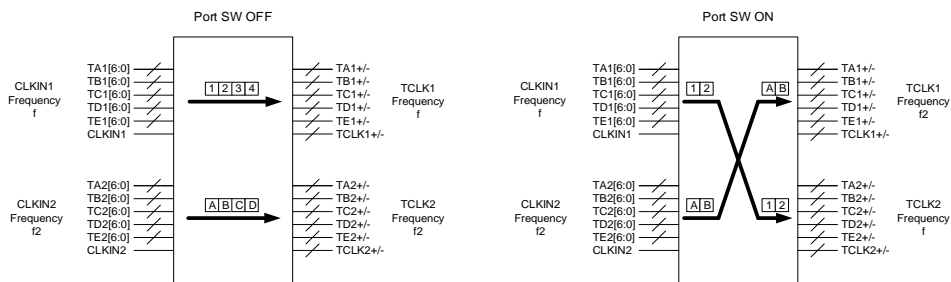 Port SW OFF
CLKIN1
Frequency
f
TA1[6:0]
TB1[6:0]
TC1[6:0]
TD1[6:0]
TE1[6:0]
CLKIN1
1 2 3 4
TA1+/-
TB1+/-
TC1+/-
TD1+/-
TE1+/-
TCLK1+/-
TCLK1
Frequency
f
CLKIN2
Frequency
f2
TA2[6:0]
TB2[6:0]
TC2[6:0]
TD2[6:0]
TE2[6:0]
CLKIN2
A B C D
TA2+/-
TB2+/-
TC2+/-
TD2+/-
TE2+/-
TCLK2+/-
TCLK2
Frequency
f2
Port SW ON
CLKIN1
Frequency
f
TA1[6:0]
TB1[6:0]
TC1[6:0]
TD1[6:0]
TE1[6:0]
CLKIN1
1 2
A B
TA1+/-
TB1+/-
TC1+/-
TD1+/-
TE1+/-
TCLK1+/-
TCLK1
Frequency
f2
CLKIN2
Frequency
f2
TA2[6:0]
TB2[6:0]
TC2[6:0]
TD2[6:0]
TE2[6:0]
CLKIN2
A B
1 2
TA2+/-
TB2+/-
TC2+/-
TD2+/-
TE2+/-
TCLK2+/-
TCLK2
Frequency
f